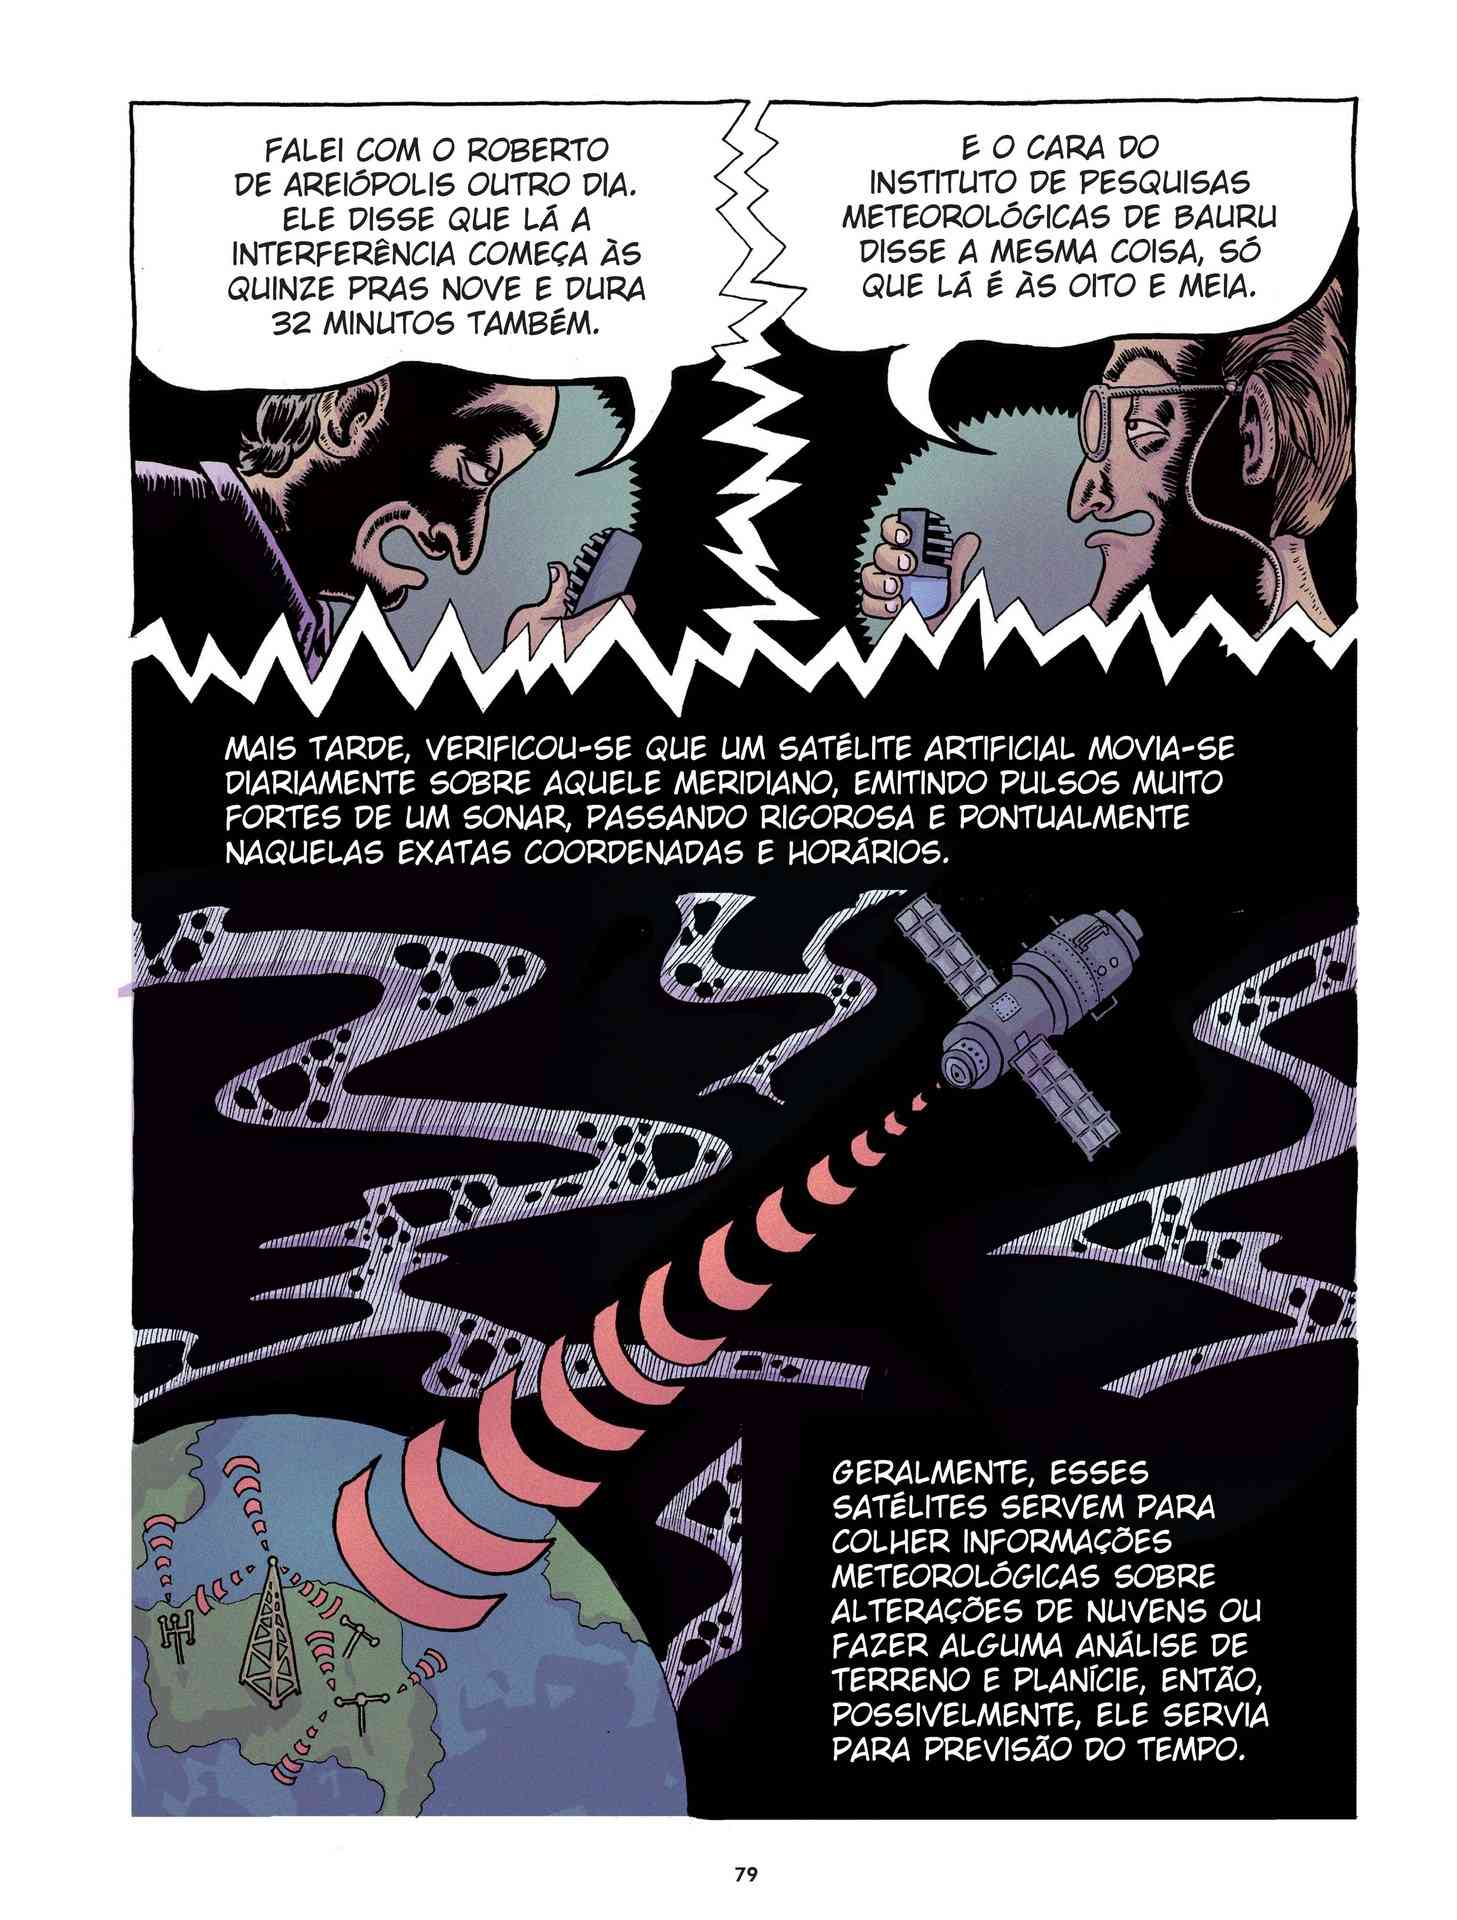 FALEI COM O ROBERTO
DE AREIÓPOLIS OUTRO DIA.
ELE DISSE QUE LÁ A
INTERFERÊNCIA COMEÇA ÀS
QUINZE PRAS NOVE E DURA
32 MINUTOS TAMBÉM.
E O CARA DO
INSTITUTO DE PESQUISAS
METEOROLÓGICAS DE BAURU
DISSE A MESMA COISA, SÓ
QUE LÁ É ÀS OITO E MEIA.
MAIS TARDE, VERIFICOU-SE QUE UM SATÉLITE ARTIFICIAL MOVIA-SE
DIARIAMENTE SOBRE AQUELE MERIDIANO, EMITINDO PULSOS MUITO
FORTES DE UM SONAR, PASSANDO RIGOROSA E PONTUALMENTE
NAQUELAS EXATAS COORDENADAS E HORÁRIOS.
GERALMENTE, ESSES
SATÉLITES SERVEM PARA
COLHER INFORMAÇÕES
METEOROLÓGICAS SOBRE
ALTERAÇÕES DE NUVENS OU
FAZER ALGUMA ANÁLISE DE
TERRENO E PLANÍCIE, ENTÃO,
POSSIVELMENTE, ELE SERVIA
PARA PREVISÃO DO TEMPO.
79